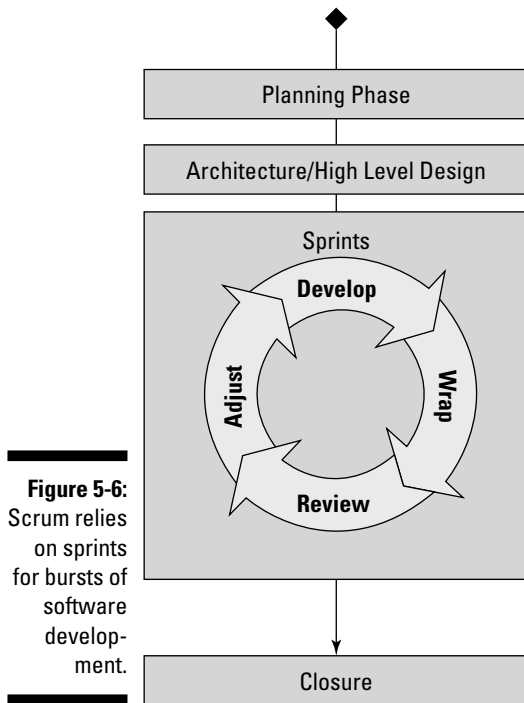 Planning Phase
Architecture/High Level Design
Sprints
Develop
Wrap
Review
Adjust
Figure 5-6:
Scrum relies
on sprints
for bursts of
software
develop-
ment.
Closure